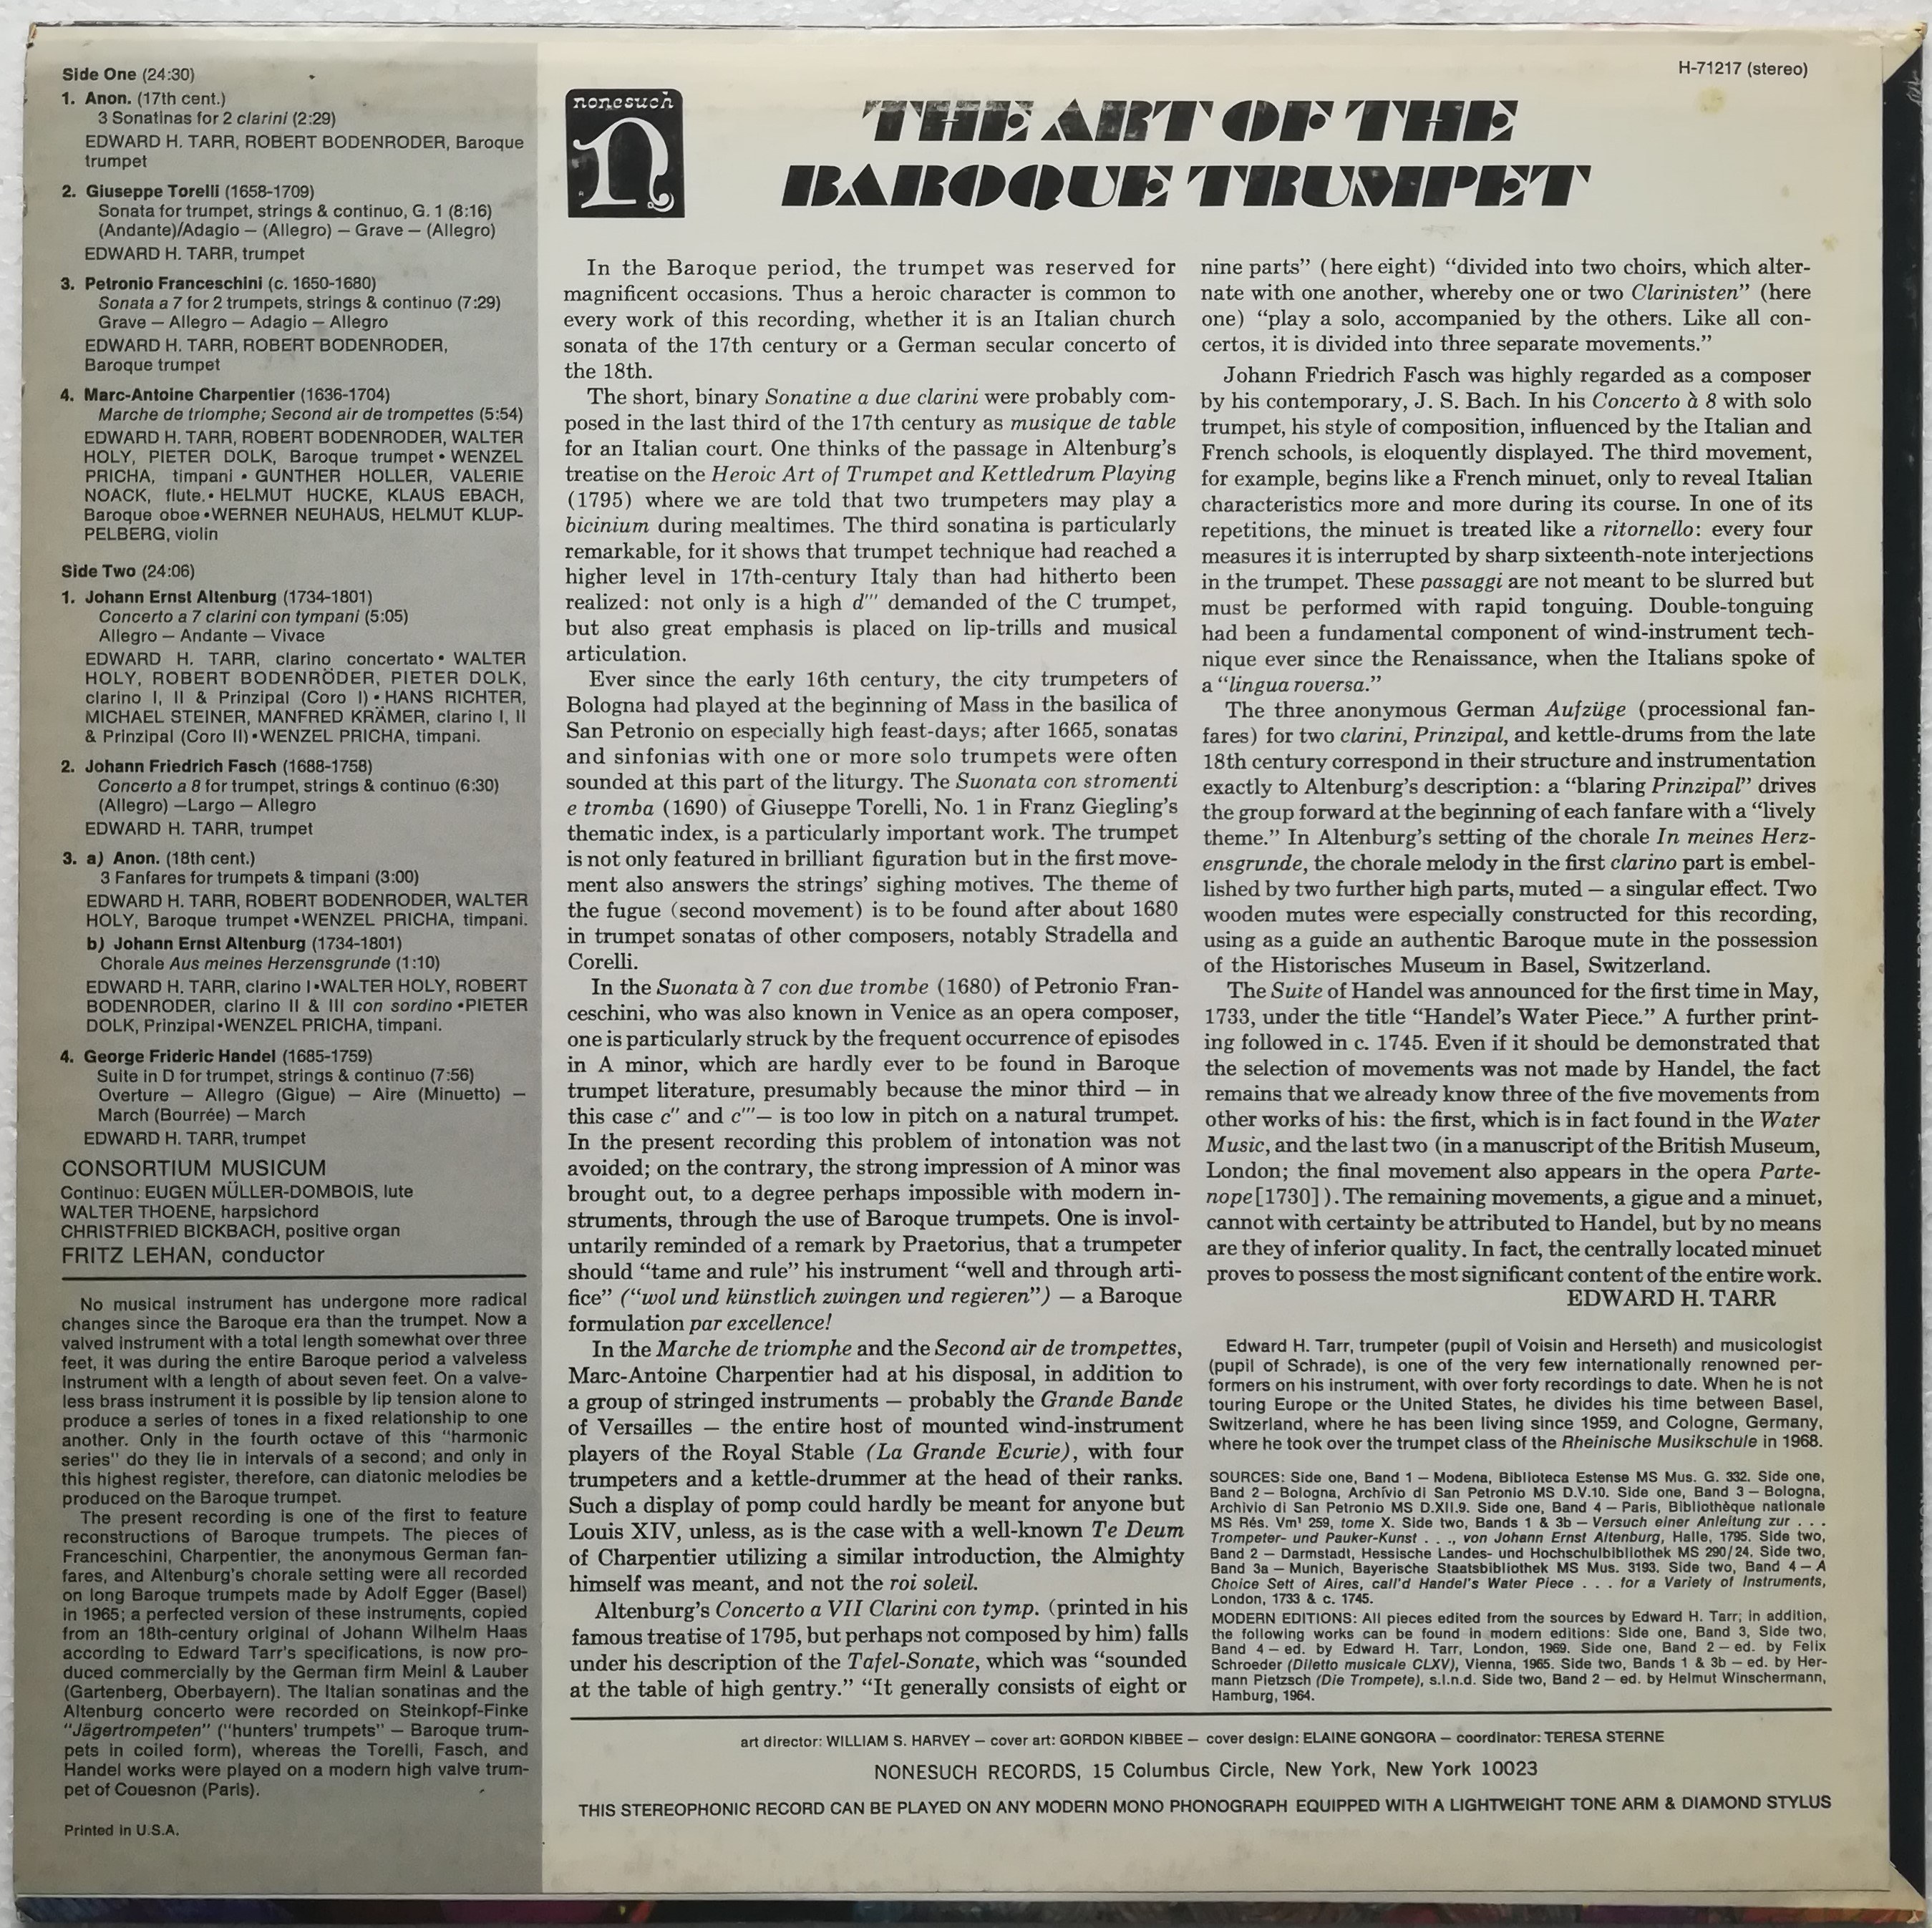 Side One (24:30)
1. Anon. (17th cent.)
3 Sonatinas for 2 clarini (2:29)
EDWARD H. TARR, ROBERT BODENRODER, Baroque
trumpet
2. Giuseppe Torelli (1658-1709)
Sonata for trumpet, strings & continuo, G. 1 (8:16)
(Andante)/Adagio – (Allegro) – Grave – (Allegro)
EDWARD H. TARR, trumpet
3. Petronio Franceschini (c. 1650-1680)
Sonata a 7 for 2 trumpets, strings & continuo (7:29)
Grave – Allegro – Adagio – Allegro
EDWARD H. TARR, ROBERT BODENRODER,
Baroque trumpet
4. Marc-Antoine Charpentier (1636-1704)
Marche de triomphe; Second air de trompettes (5:54)
EDWARD H. TARR, ROBERT BODENRODER, WALTER
HOLY, PIETER DOLK, Baroque trumpet • WENZEL
PRICHA, timpani • GUNTHER HOLLER, VALERIE
NOACK, flute. • HELMUT HUCKE, KLAUS EBACH,
Baroque oboe • WERNER NEUHAUS, HELMUT KLUP-
PELBERG, violin
Side Two (24:06)
1. Johann Ernst Altenburg (1734-1801)
Concerto a 7 clarini con tympani (5:05)
Allegro – Andante – Vivace
EDWARD H. TARR, clarino concertato • WALTER
HOLY, ROBERT BODENRÖDER, PIETER DOLK,
clarino I, II & Prinzipal (Coro I) • HANS RICHTER,
MICHAEL STEINER, MANFRED KRÄMER, clarino I, II
& Prinzipal (Coro II) • WENZEL PRICHA, timpani.
2. Johann Friedrich Fasch (1688-1758)
Concerto a 8 for trumpet, strings & continuo (6:30)
(Allegro) –Largo – Allegro
EDWARD H. TARR, trumpet
3. a) Anon. (18th cent.)
3 Fanfares for trumpets & timpani (3:00)
EDWARD H. TARR, ROBERT BODENRODER, WALTER
HOLY, Baroque trumpet • WENZEL PRICHA, timpani.
b) Johann Ernst Altenburg (1734-1801)
Chorale Aus meines Herzensgrunde (1:10)
EDWARD H. TARR, clarino I • WALTER HOLY, ROBERT
BODENRODER, clarino II & III con sordino • PIETER
DOLK, Prinzipal • WENZEL PRICHA, timpani.
4. George Frideric Handel (1685-1759)
Suite in D for trumpet, strings & continuo (7:56)
Overture – Allegro (Gigue) – Aire (Minuetto) –
March (Bourrée) – March
EDWARD H. TARR, trumpet
CONSORTIUM MUSICUM
Continuo: EUGEN MÜLLER-DOMBOIS, lute
WALTER THOENE, harpsichord
CHRISTFRIED BICKBACH, positive organ
FRITZ LEHAN, conductor
No musical instrument has undergone more radical
changes since the Baroque era than the trumpet. Now a
valved instrument with a total length somewhat over three
feet, it was during the entire Baroque period a valveless
instrument with a length of about seven feet. On a valve-
less brass instrument it is possible by lip tension alone to
produce a series of tones in a fixed relationship to one
another. Only in the fourth octave of this "harmonic
series" do they lie in intervals of a second; and only in
this highest register, therefore, can diatonic melodies be
produced on the Baroque trumpet.
The present recording is one of the first to feature
reconstructions of Baroque trumpets. The pieces of
Franceschini, Charpentier, the anonymous German fan-
fares, and Altenburg's chorale setting were all recorded
on long Baroque trumpets made by Adolf Egger (Basel)
in 1965; a perfected version of these instruments, copied
from an 18th-century original of Johann Wilhelm Haas
according to Edward Tarr's specifications, is now pro-
duced commercially by the German firm Meinl & Lauber
(Gartenberg, Oberbayern). The Italian sonatinas and the
Altenburg concerto were recorded on Steinkopf-Finke
"Jägertrompeten" ("hunters' trumpets" – Baroque trum-
pets in coiled form), whereas the Torelli, Fasch, and
Handel works were played on a modern high valve trum-
pet of Couesnon (Paris).
Printed in U.S.A.
H-71217 (stereo)
nonesuch
n
THE ART OF THE
BAROQUE TRUMPET
In the Baroque period, the trumpet was reserved for
magnificent occasions. Thus a heroic character is common to
every work of this recording, whether it is an Italian church
sonata of the 17th century or a German secular concerto of
the 18th.
The short, binary Sonatine a due clarini were probably com-
posed in the last third of the 17th century as musique de table
for an Italian court. One thinks of the passage in Altenburg's
treatise on the Heroic Art of Trumpet and Kettledrum Playing
(1795) where we are told that two trumpeters may play a
bicinium during mealtimes. The third sonatina is particularly
remarkable, for it shows that trumpet technique had reached a
higher level in 17th-century Italy than had hitherto been
realized: not only is a high d''' demanded of the C trumpet,
but also great emphasis is placed on lip-trills and musical
articulation.
Ever since the early 16th century, the city trumpeters of
Bologna had played at the beginning of Mass in the basilica of
San Petronio on especially high feast-days; after 1665, sonatas
and sinfonias with one or more solo trumpets were often
sounded at this part of the liturgy. The Suonata con stromenti
e tromba (1690) of Giuseppe Torelli, No. 1 in Franz Giegling's
thematic index, is a particularly important work. The trumpet
is not only featured in brilliant figuration but in the first move-
ment also answers the strings' sighing motives. The theme of
the fugue (second movement) is to be found after about 1680
in trumpet sonatas of other composers, notably Stradella and
Corelli.
In the Suonata à 7 con due trombe (1680) of Petronio Fran-
ceschini, who was also known in Venice as an opera composer,
one is particularly struck by the frequent occurrence of episodes
in A minor, which are hardly ever to be found in Baroque
trumpet literature, presumably because the minor third – in
this case c'' and c'''– is too low in pitch on a natural trumpet.
In the present recording this problem of intonation was not
avoided; on the contrary, the strong impression of A minor was
brought out, to a degree perhaps impossible with modern in-
struments, through the use of Baroque trumpets. One is invol-
untarily reminded of a remark by Praetorius, that a trumpeter
should "tame and rule" his instrument "well and through arti-
fice" ("wol und künstlich zwingen und regieren") – a Baroque
formulation par excellence!
In the Marche de triomphe and the Second air de trompettes,
Marc-Antoine Charpentier had at his disposal, in addition to
a group of stringed instruments – probably the Grande Bande
of Versailles – the entire host of mounted wind-instrument
players of the Royal Stable (La Grande Ecurie), with four
trumpeters and a kettle-drummer at the head of their ranks.
Such a display of pomp could hardly be meant for anyone but
Louis XIV, unless, as is the case with a well-known Te Deum
of Charpentier utilizing a similar introduction, the Almighty
himself was meant, and not the roi soleil.
Altenburg's Concerto a VII Clarini con tymp. (printed in his
famous treatise of 1795, but perhaps not composed by him) falls
under his description of the Tafel-Sonate, which was "sounded
at the table of high gentry." "It generally consists of eight or
nine parts" (here eight) "divided into two choirs, which alter-
nate with one another, whereby one or two Clarinisten" (here
one) "play a solo, accompanied by the others. Like all con-
certos, it is divided into three separate movements."
Johann Friedrich Fasch was highly regarded as a composer
by his contemporary, J. S. Bach. In his Concerto à 8 with solo
trumpet, his style of composition, influenced by the Italian and
French schools, is eloquently displayed. The third movement,
for example, begins like a French minuet, only to reveal Italian
characteristics more and more during its course. In one of its
repetitions, the minuet is treated like a ritornello: every four
measures it is interrupted by sharp sixteenth-note interjections
in the trumpet. These passaggi are not meant to be slurred but
must be performed with rapid tonguing. Double-tonguing
had been a fundamental component of wind-instrument tech-
nique ever since the Renaissance, when the Italians spoke of
a "lingua roversa."
The three anonymous German Aufzüge (processional fan-
fares) for two clarini, Prinzipal, and kettle-drums from the late
18th century correspond in their structure and instrumentation
exactly to Altenburg's description: a "blaring Prinzipal" drives
the group forward at the beginning of each fanfare with a "lively
theme." In Altenburg's setting of the chorale In meines Herz-
ensgrunde, the chorale melody in the first clarino part is embel-
lished by two further high parts, muted – a singular effect. Two
wooden mutes were especially constructed for this recording,
using as a guide an authentic Baroque mute in the possession
of the Historisches Museum in Basel, Switzerland.
The Suite of Handel was announced for the first time in May,
1733, under the title "Handel's Water Piece." A further print-
ing followed in c. 1745. Even if it should be demonstrated that
the selection of movements was not made by Handel, the fact
remains that we already know three of the five movements from
other works of his: the first, which is in fact found in the Water
Music, and the last two (in a manuscript of the British Museum,
London; the final movement also appears in the opera Parte-
nope [1730] ). The remaining movements, a gigue and a minuet,
cannot with certainty be attributed to Handel, but by no means
are they of inferior quality. In fact, the centrally located minuet
proves to possess the most significant content of the entire work.
EDWARD H. TARR
Edward H. Tarr, trumpeter (pupil of Voisin and Herseth) and musicologist
(pupil of Schrade), is one of the very few internationally renowned per-
formers on his instrument, with over forty recordings to date. When he is not
touring Europe or the United States, he divides his time between Basel,
Switzerland, where he has been living since 1959, and Cologne, Germany,
where he took over the trumpet class of the Rheinische Musikschule in 1968.
SOURCES: Side one, Band 1 – Modena, Biblioteca Estense MS Mus. G. 332. Side one,
Band 2 – Bologna, Archivio di San Petronio MS D.V.10. Side one, Band 3 – Bologna,
Archivio di San Petronio MS D.XII.9. Side one, Band 4 – Paris, Bibliothèque nationale
MS Rés. Vm¹ 259, tome X. Side two, Bands 1 & 3b – Versuch einer Anleitung zur . . .
Trompeter- und Pauker-Kunst . . ., von Johann Ernst Altenburg, Halle, 1795. Side two,
Band 2 – Darmstadt, Hessische Landes- und Hochschulbibliothek MS 290/24. Side two,
Band 3a – Munich, Bayerische Staatsbibliothek MS Mus. 3193. Side two, Band 4 – A
Choice Sett of Aires, call'd Handel's Water Piece . . . for a Variety of Instruments,
London, 1733 & c. 1745.
MODERN EDITIONS: All pieces edited from the sources by Edward H. Tarr; in addition,
the following works can be found in modern editions: Side one, Band 3, Side two,
Band 4 – ed. by Edward H. Tarr, London, 1969. Side one, Band 2 – ed. by Felix
Schroeder (Diletto musicale CLXV), Vienna, 1965. Side two, Bands 1 & 3b – ed. by Her-
mann Pietzsch (Die Trompete), s.l.n.d. Side two, Band 2 – ed. by Helmut Winschermann,
Hamburg, 1964.
art director: WILLIAM S. HARVEY – cover art: GORDON KIBBEE – cover design: ELAINE GONGORA – coordinator: TERESA STERNE
NONESUCH RECORDS, 15 Columbus Circle, New York, New York 10023
THIS STEREOPHONIC RECORD CAN BE PLAYED ON ANY MODERN MONO PHONOGRAPH EQUIPPED WITH A LIGHTWEIGHT TONE ARM & DIAMOND STYLUS